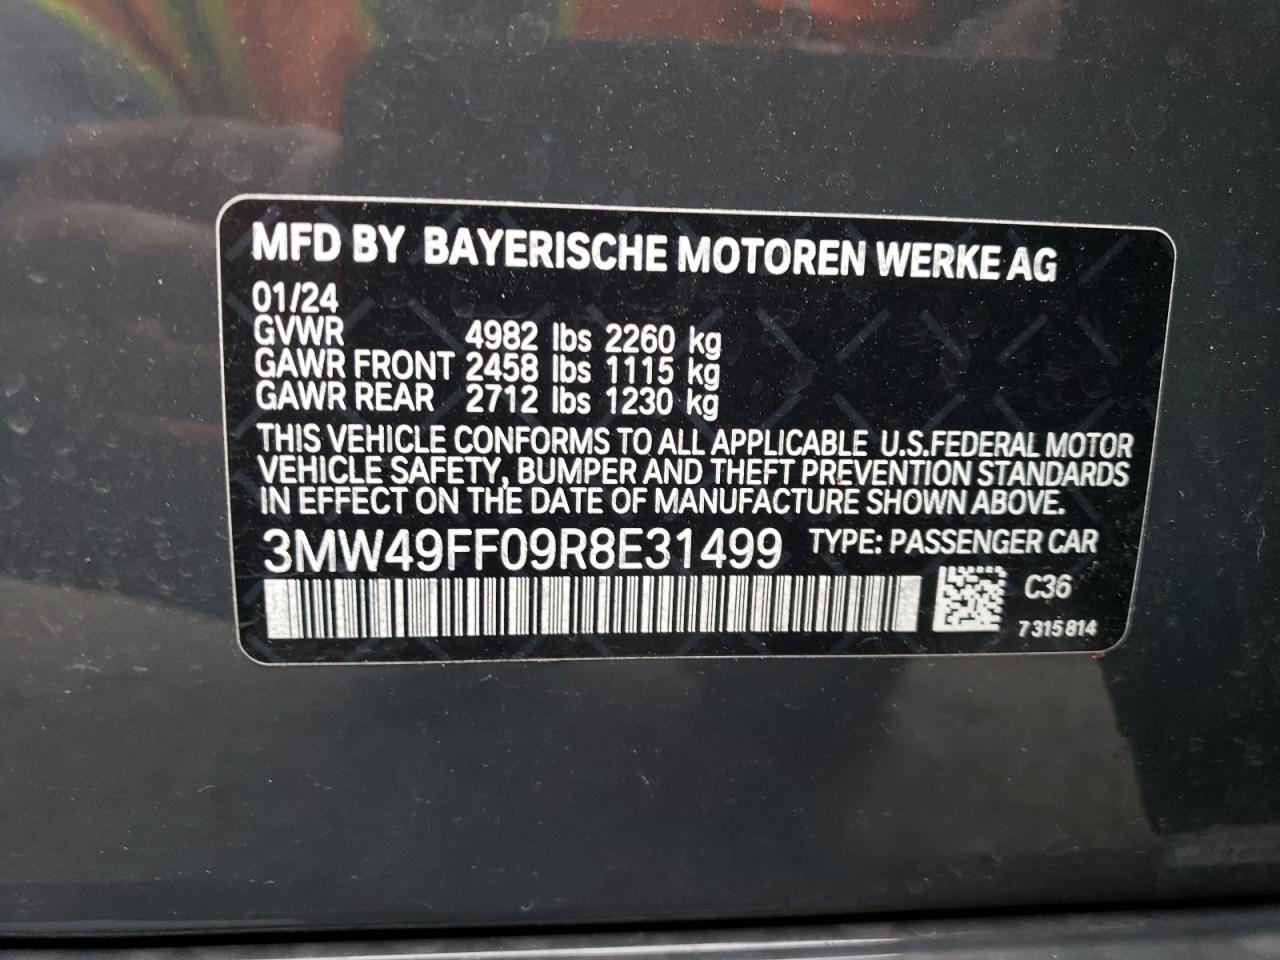 MFD BY BAYERISCHE MOTOREN WERKE AG
01/24
GVWR 4982 lbs 2260 kg
GAWR FRONT 2458 lbs 1115 kg
GAWR REAR 2712 lbs 1230 kg
THIS VEHICLE CONFORMS TO ALL APPLICABLE U.S.FEDERAL MOTOR
VEHICLE SAFETY, BUMPER AND THEFT PREVENTION STANDARDS
IN EFFECT ON THE DATE OF MANUFACTURE SHOWN ABOVE.
3MW49FF09R8E31499 TYPE: PASSENGER CAR
C36
7315814